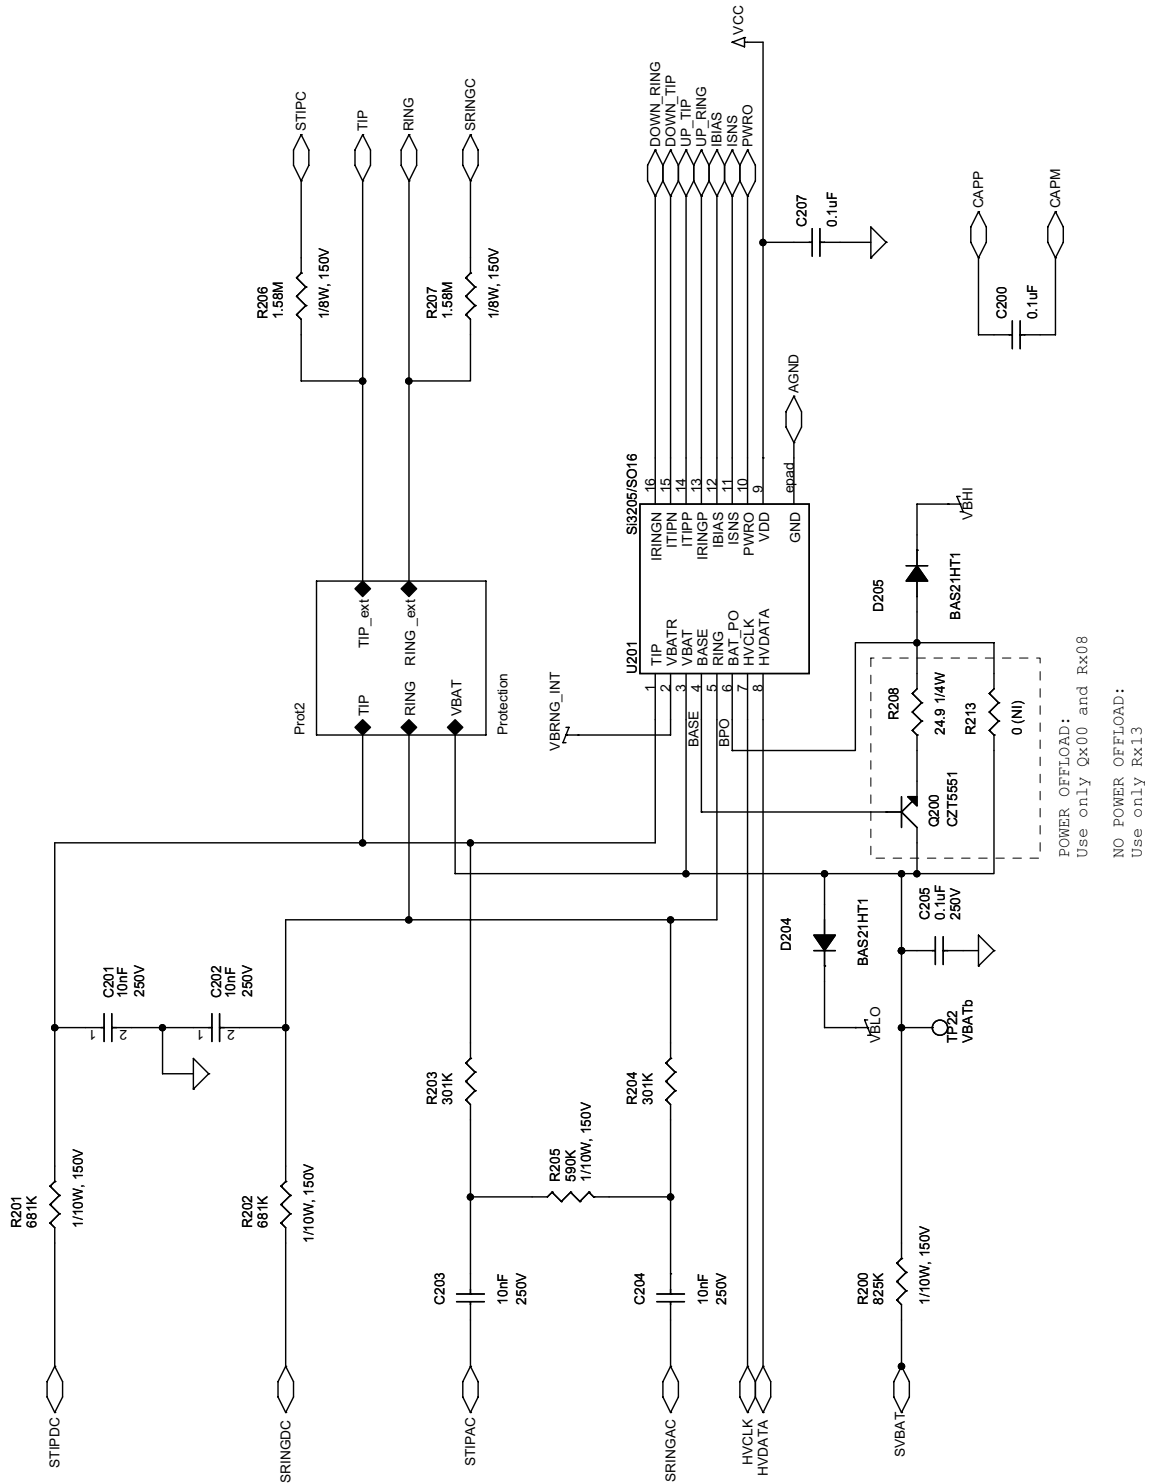 STIPDC
R201
681K
1/10W, 150V
C201
10nF
250V
1
2
C202
10nF
250V
1
2
SRINGDC
R202
681K
1/10W, 150V
STIPAC
C203
10nF
250V
R203
301K
R205
590K
1/10W, 150V
SRINGAC
C204
10nF
250V
R204
301K
HVCLK
HVDATA
SVBAT
R200
825K
1/10W, 150V
TP22
VBATb
VBLO
D204
BAS21HT1
C205
0.1uF
250V
Prot2
TIP
RING
VBAT
TIP_ext
RING _ext
Protection
R206
1.58M
1/8W, 150V
STIPC
TIP
RING
R207
1.58M
1/8W, 150V
SRINGC
VBRNG_INT
U201
Si3205/SO16
1
2
3
4
5
6
7
8
BASE
BPO
TIP
VBATR
VBAT
BASE
RING
BAT_PO
HVCLK
HVDATA
IRINGN
ITIPN
ITIPP
IRINGP
IBIAS
ISNS
PWRO
VDD
GND
16
15
14
13
12
11
10
9
epad
DOWN_RING
DOWN_TIP
UP_TIP
UP_RING
IBIAS
ISNS
PWRO
VCC
AGND
C207
0.1uF
Q200
CZT5551
R208
24.9 1/4W
R213
0 (NI)
D205
BAS21HT1
VBHI
CAPP
CAPM
C200
0.1uF
POWER OFFLOAD:
Use only Qx00 and Rx08
NO POWER OFFLOAD:
Use only Rx13